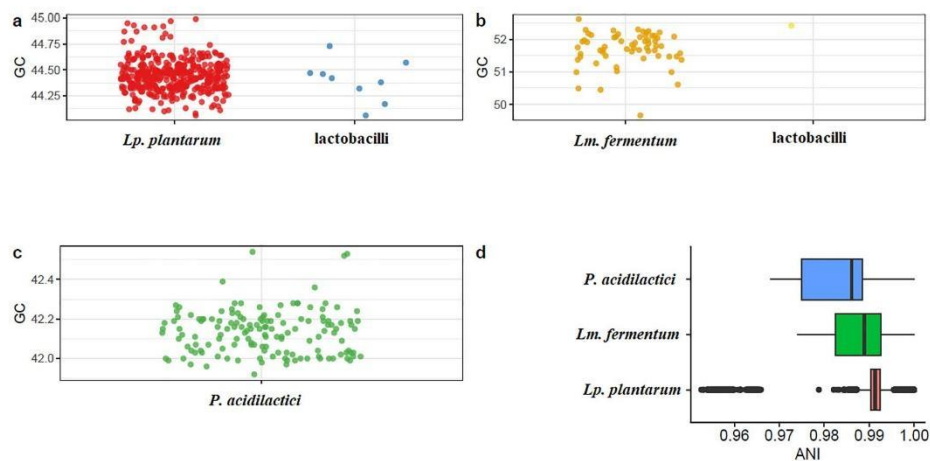 a
45.00
44.75
44.50
44.25
GC
Lp. plantarum
lactobacilli
b
52
51
50
GC
Lm. fermentum
lactobacilli
c
42.4
42.2
42.0
GC
P. acidilactici
d
P. acidilactici
Lm. fermentum
Lp. plantarum
0.96 0.97 0.98 0.99 1.00
ANI